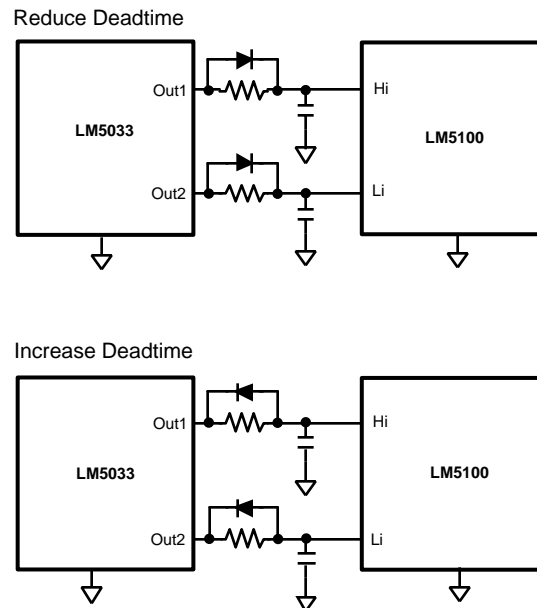 Reduce Deadtime
Out1
Hi
LM5033
LM5100
Out2
Li
Increase Deadtime
Out1
Hi
LM5033
LM5100
Out2
Li